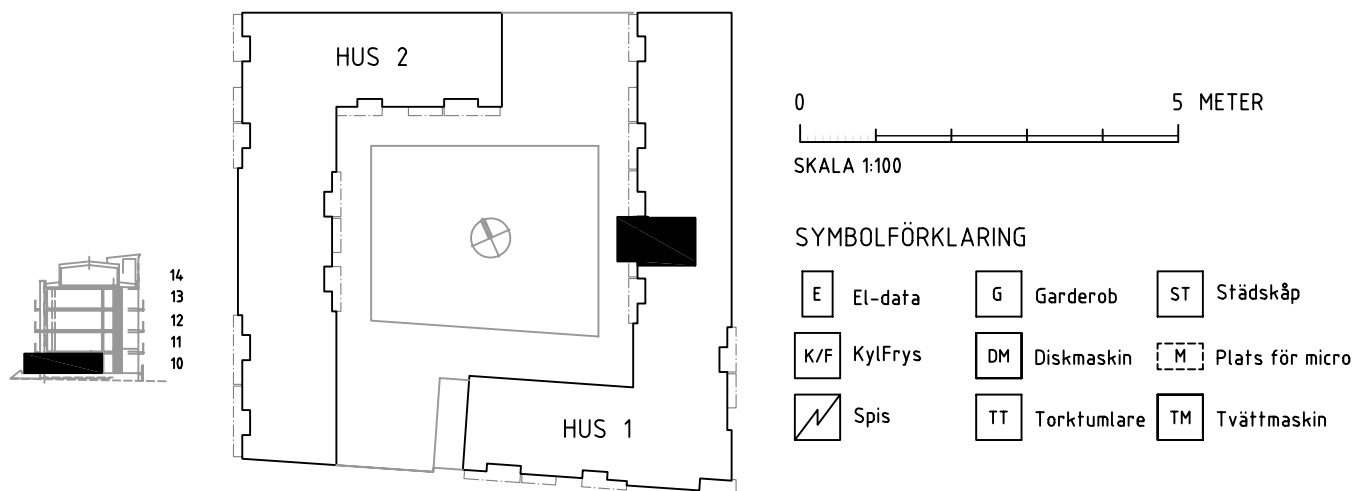 HUS 2
0 5 METER
SKALA 1:100
SYMBOLFÖRKLARING
E El-data G Garderob ST Städskåp
K/F KylFrys DM Diskmaskin M Plats för micro
Spis TT Torktumlare TM Tvättmaskin
14
13
12
11
10
HUS 1